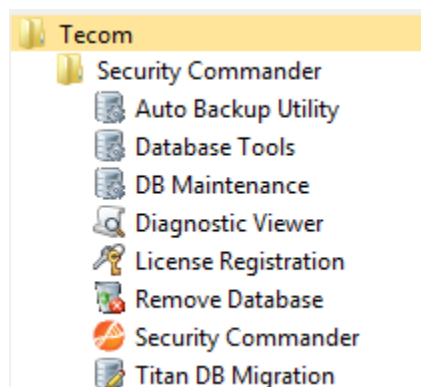 Tecom
Security Commander
Auto Backup Utility
Database Tools
DB Maintenance
Diagnostic Viewer
License Registration
Remove Database
Security Commander
Titan DB Migration